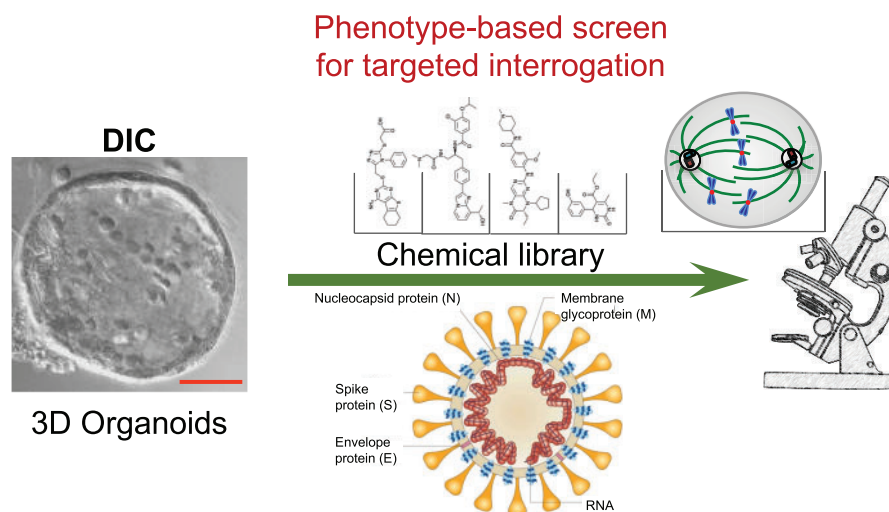 Phenotype-based screen
for targeted interrogation
DIC
Chemical library
3D Organoids
Nucleocapsid protein (N)
Membrane
glycoprotein (M)
Spike
protein (S)
Envelope
protein (E)
RNA